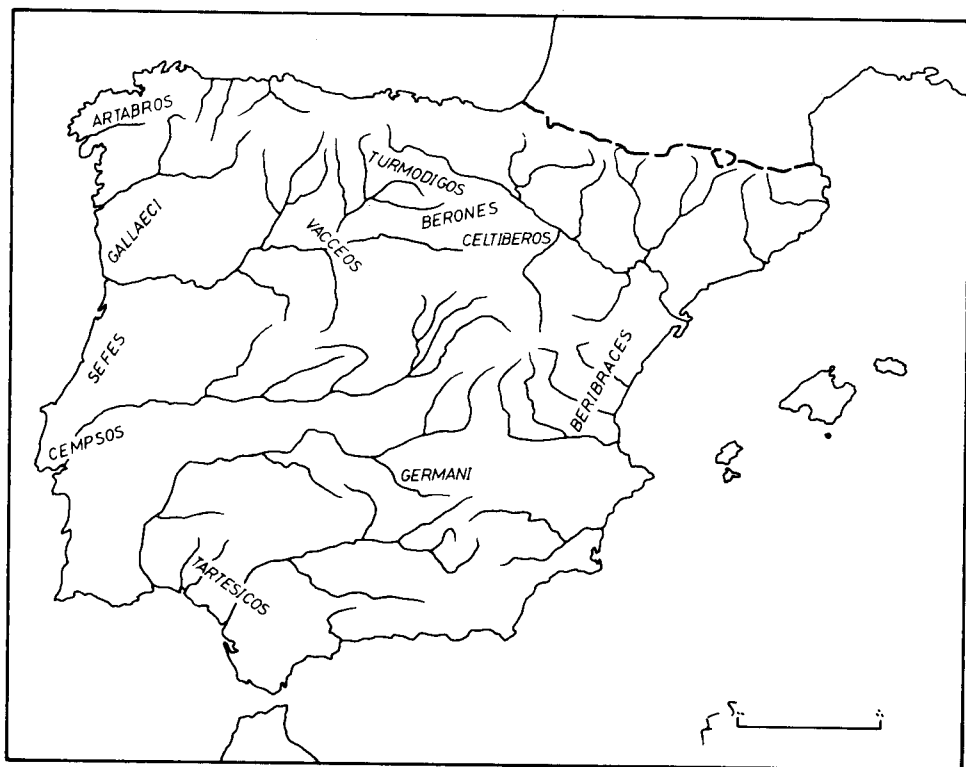 ARTABROS
TURMODIGOS
BERONES
GALLAECI
VACCEOS
CELTIBEROS
SEFES
BERIBRACES
CEMPSOS
GERMANI
TARTESICOS